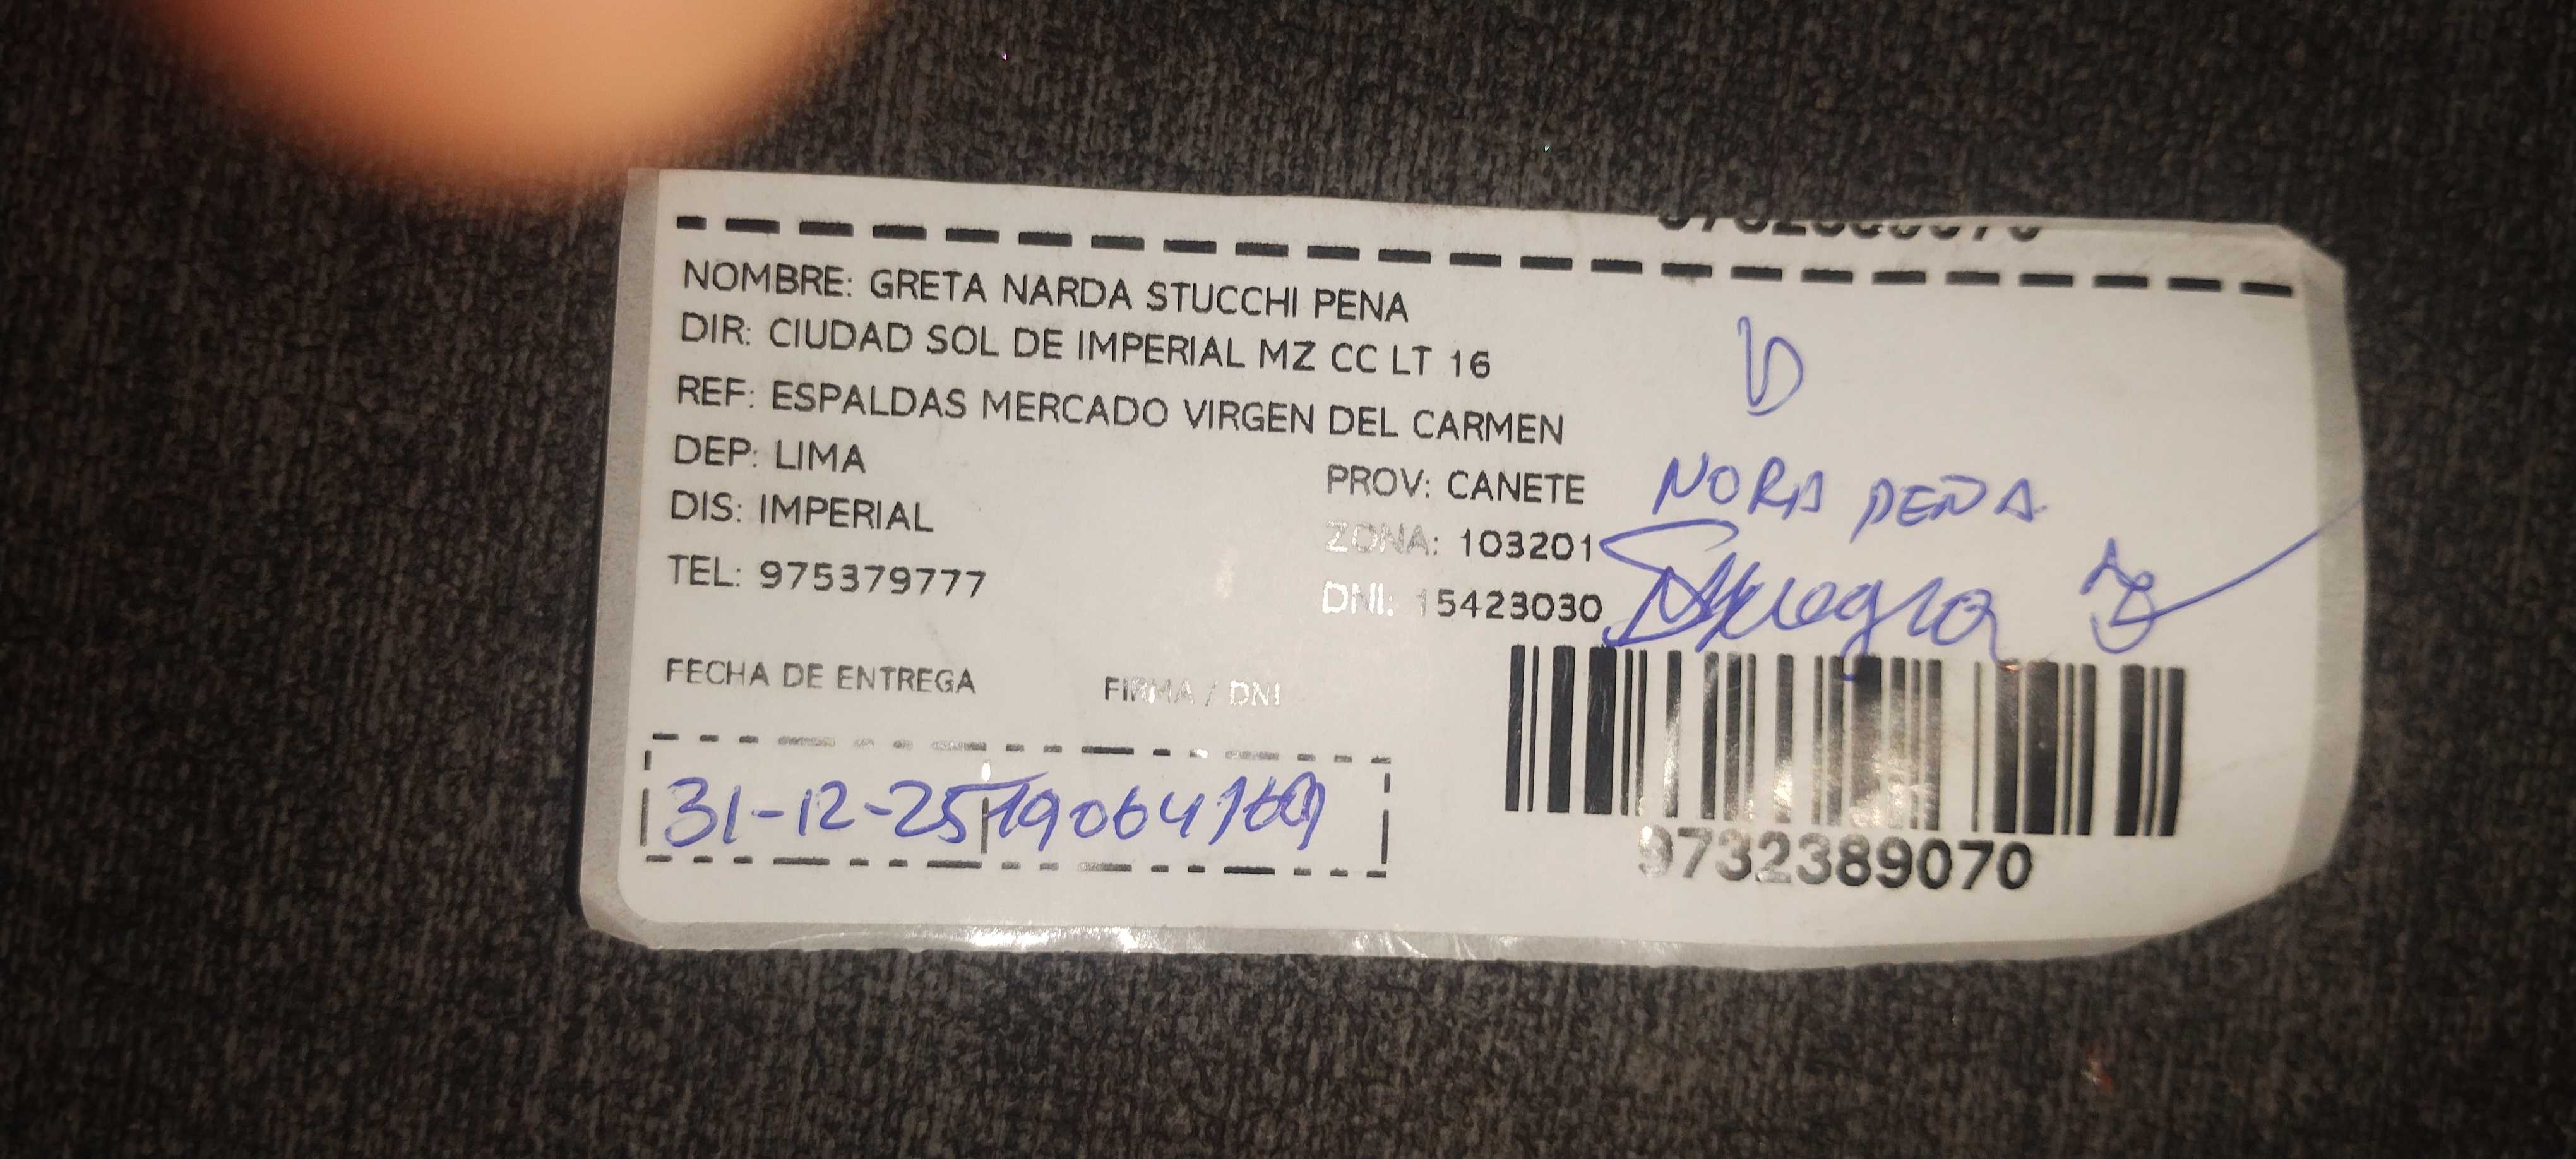 NOMBRE: GRETA NARDA STUCCHI PENA
DIR: CIUDAD SOL DE IMPERIAL MZ CC LT 16
REF: ESPALDAS MERCADO VIRGEN DEL CARMEN
DEP: LIMA
PROV: CANETE
NORA PEÑA
DIS: IMPERIAL
ZONA: 103201
TEL: 975379777
DNI: 15423030
Suegra
FECHA DE ENTREGA
FIRMA / DNI
31-12-25
9732389070